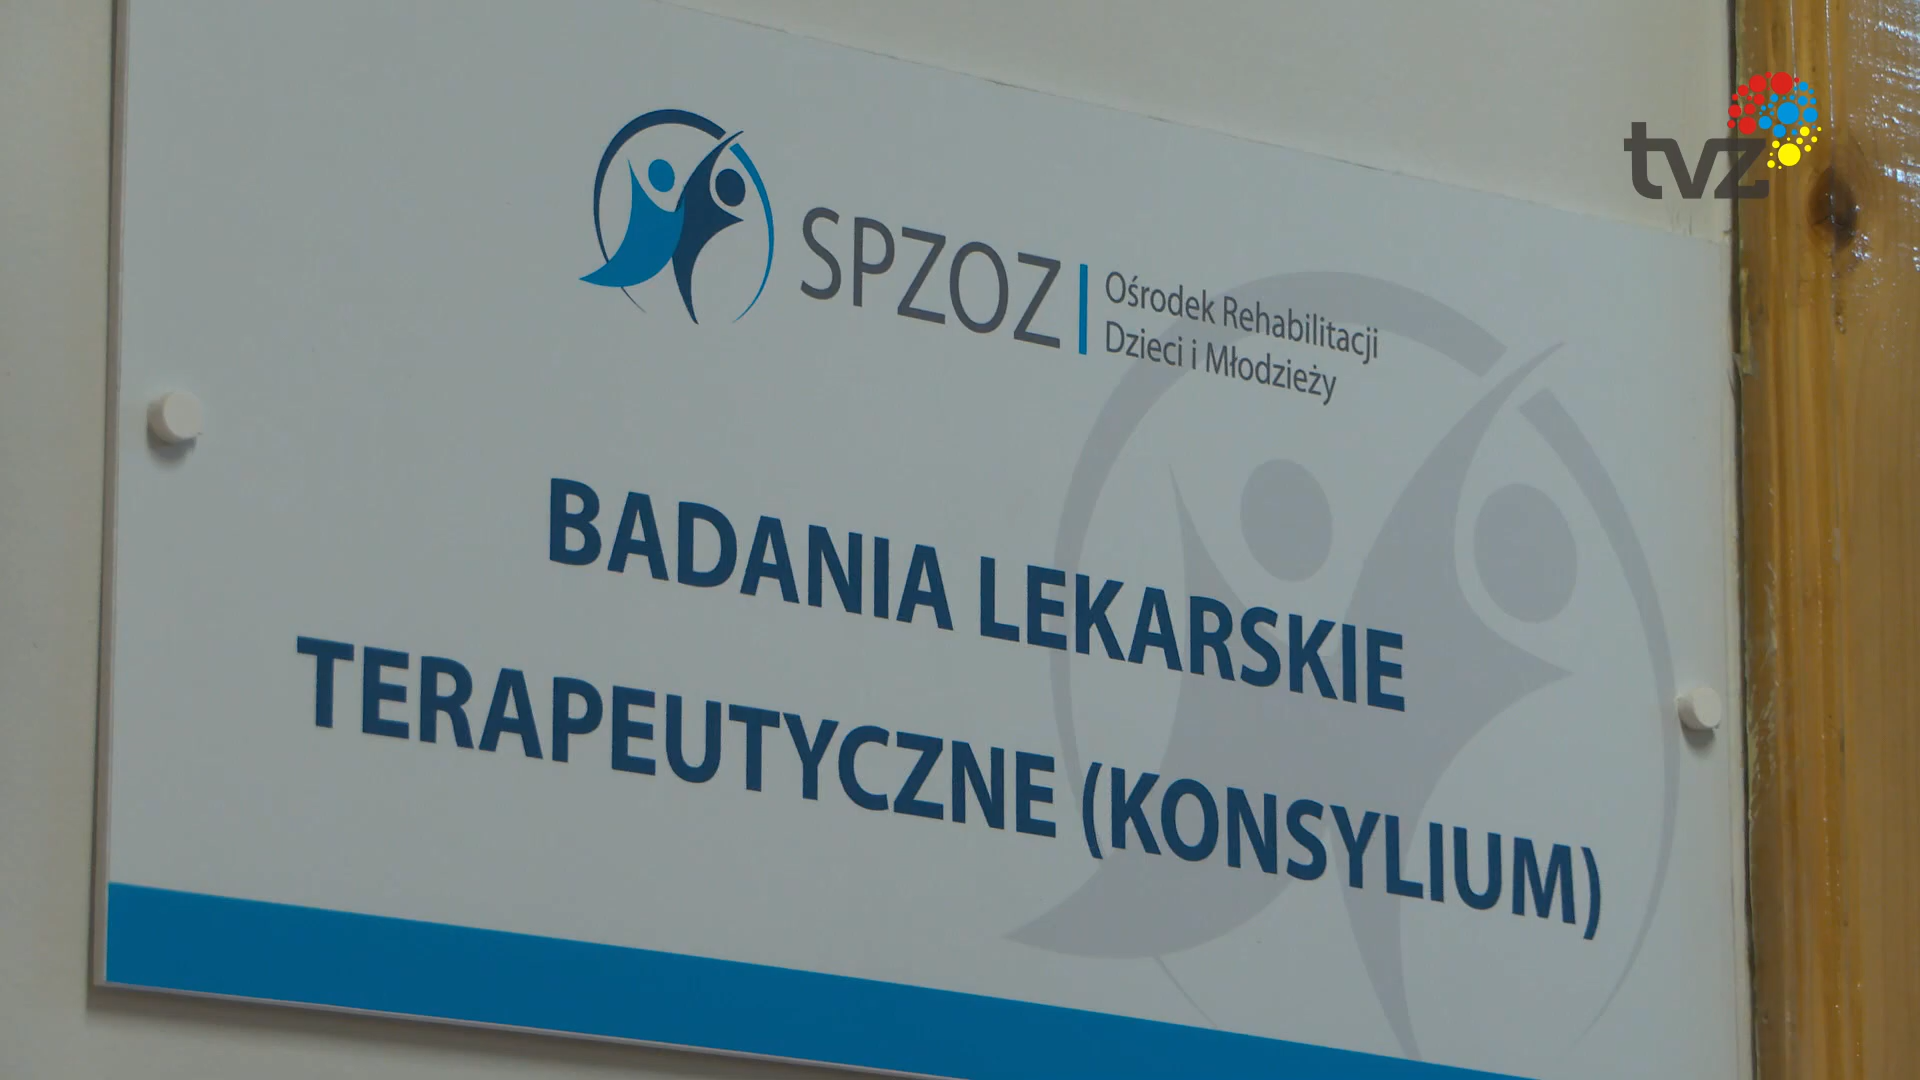 tvz
SPZOZ
Ośrodek Rehabilitacji
Dzieci i Młodzieży
BADANIA LEKARSKIE
TERAPEUTYCZNE (KONSYLIUM)